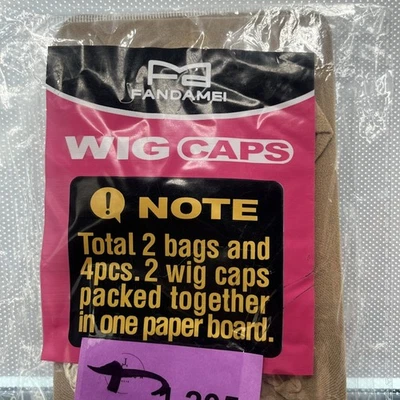 FANDAMEI
WIG CAPS
! NOTE
Total 2 bags and
4pcs. 2 wig caps
packed together
in one paper board.